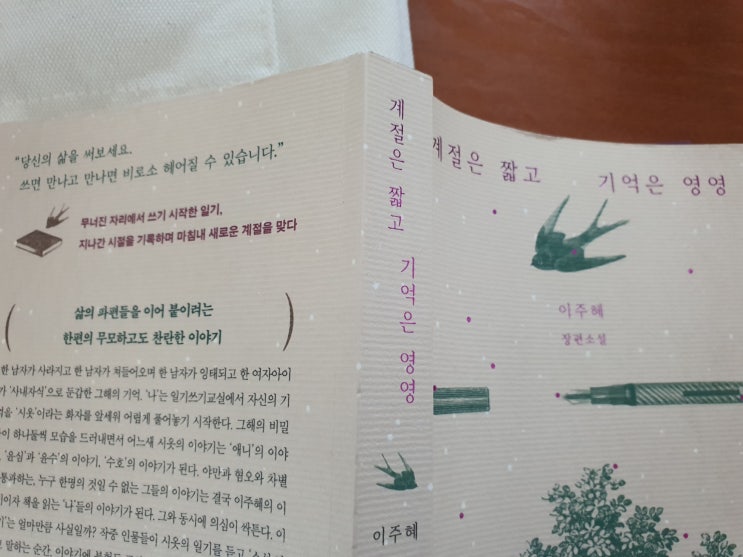 "당신의 삶을 써보세요.
쓰면 만나고 만나면 비로소 헤어질 수 있습니다."
무너진 자리에서 쓰기 시작한 일기,
지나간 시절을 기록하며 마침내 새로운 계절을 맞다
삶의 파편들을 이어 붙이려는
한편의 무모하고도 찬란한 이야기
한 남자가 사라지고 한 남자가 쳐들어오며 한 남자가 잉태되고 한 여자아이
가 '사내자식'으로 둔갑한 그해의 기억. '나'는 일기쓰기교실에서 자신의 기
억을 '시옷'이라는 화자를 앞세워 어렵게 풀어놓기 시작한다. 그해의 비밀
이 하나둘씩 모습을 드러내면서 어느새 시옷의 이야기는 '애니'의 이야
'윤심'과 '윤수'의 이야기, '수호'의 이야기가 된다. 야만과 혐오와 차별
통과하는, 누구 한명의 것일 수 없는 그들의 이야기는 결국 이주혜의 이
이자 책을 읽는 '나'들의 이야기가 된다. 그와 동시에 의심이 싹튼다. 이
'는 얼마만큼 사실일까? 작중 인물들이 시옷의 일기를 듣고
말하는 순간, 이야기에
계절은 짧고 기억은 영영
이주혜
계절은 짧고 기억은 영영
이주혜
장편소설